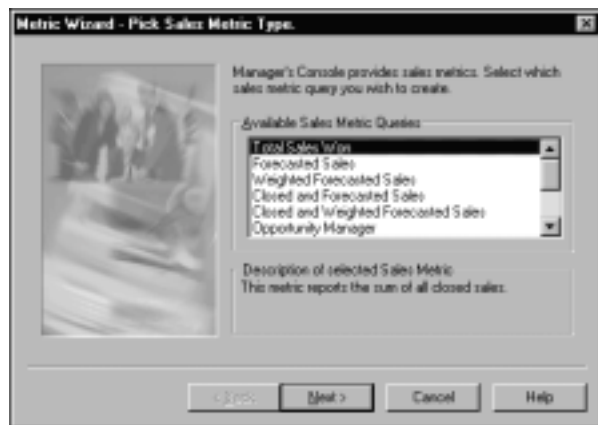 Metric Wizard - Pick Sales Metric Type.
Manager's Console provides sales metrics. Select which
sales metric query you wish to create.
Available Sales Metric Queries
Total Sales Won
Forecasted Sales
Weighted Forecasted Sales
Closed and Forecasted Sales
Closed and Weighted Forecasted Sales
Opportunity Manager
Description of selected Sales Metric
This metric reports the sum of all closed sales.
< Back
Next >
Cancel
Help